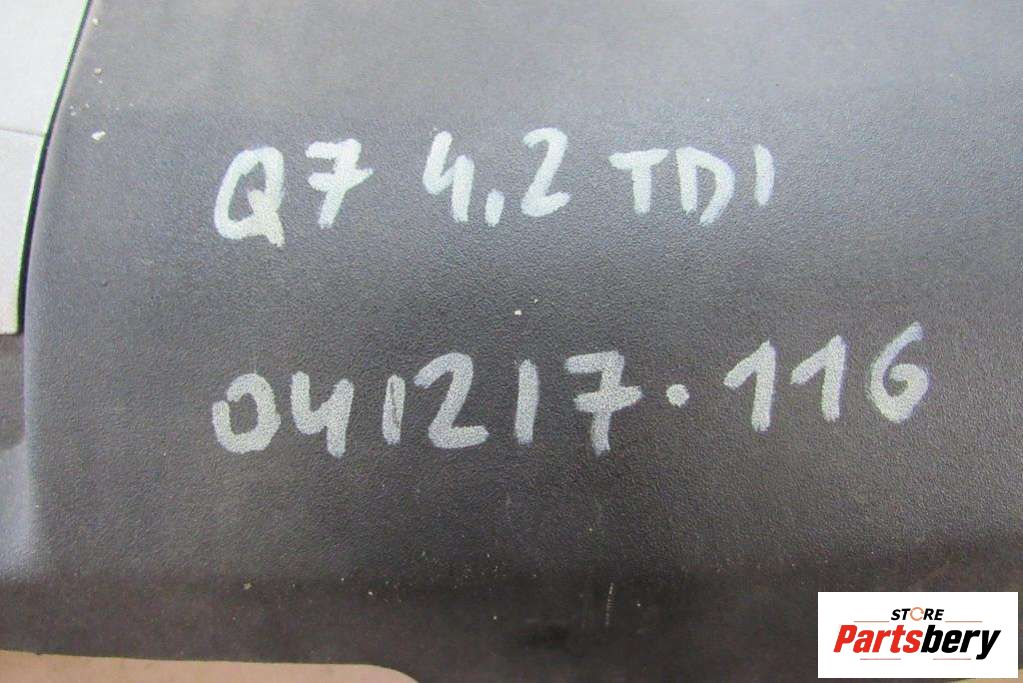 Q7 4,2 TDI
041217.116
STORE
Partsbery